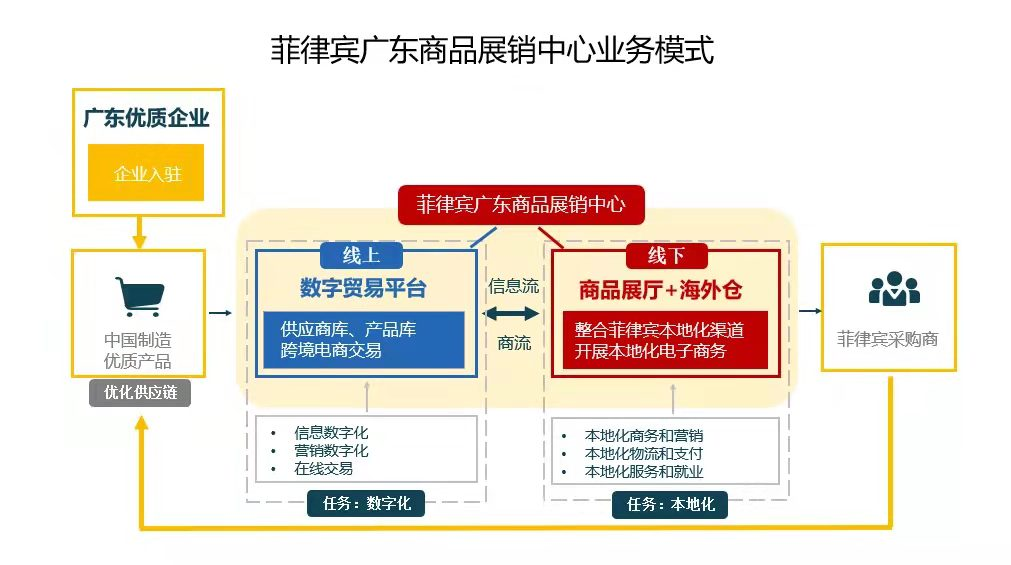 菲律宾广东商品展销中心业务模式
广东优质企业
企业入驻
中国制造
优质产品
优化供应链
菲律宾广东商品展销中心
线上
数字贸易平台
供应商库、产品库
跨境电商交易
信息流
商流
线下
商品展厅+海外仓
整合菲律宾本地化渠道
开展本地化电子商务
菲律宾采购商
• 信息数字化
• 营销数字化
• 在线交易
任务：数字化
• 本地化商务和营销
• 本地化物流和支付
• 本地化服务和就业
任务：本地化